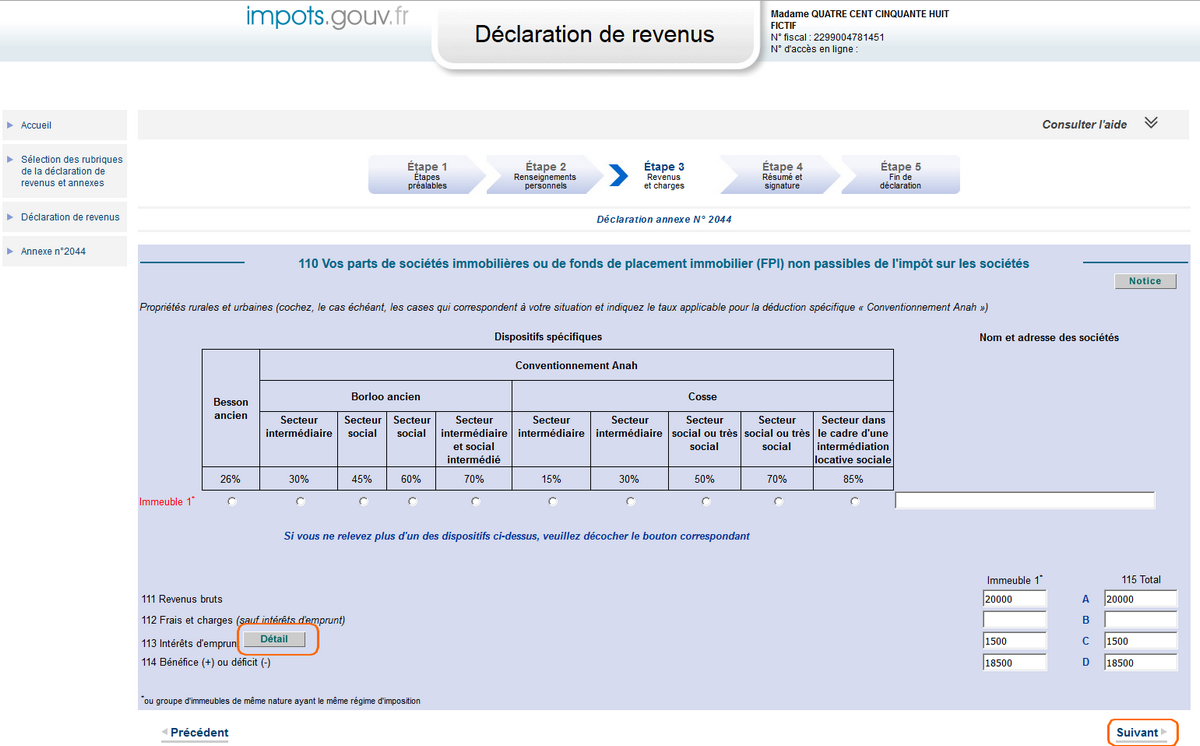 impots.gouv.fr
Déclaration de revenus
Madame QUATRE CENT CINQUANTE HUIT
FICTIF
N° fiscal : 2299004781451
N° d'accès en ligne :
Accueil
Sélection des rubriques
de la déclaration de
revenus et annexes
Déclaration de revenus
Annexe n°2044
Consulter l'aide
Étape 1
Étapes
préalables
Étape 2
Renseignements
personnels
Étape 3
Revenus
et charges
Étape 4
Résumé et
signature
Étape 5
Fin de
déclaration
Déclaration annexe N° 2044
110 Vos parts de sociétés immobilières ou de fonds de placement immobilier (FPI) non passibles de l'impôt sur les sociétés
Notice
Propriétés rurales et urbaines (cochez, le cas échéant, les cases qui correspondent à votre situation et indiquez le taux applicable pour la déduction spécifique « Conventionnement Anah »)
Dispositifs spécifiques
Nom et adresse des sociétés
Besson
ancien
Conventionnement Anah
Borloo ancien
Cosse
Secteur
intermédiaire
Secteur
social
Secteur
social
Secteur
intermédiaire
et social
intermédié
Secteur
intermédiaire
Secteur
intermédiaire
Secteur
social ou très
social
Secteur
social ou très
social
Secteur dans
le cadre d'une
intermédiation
locative sociale
26% 30% 45% 60% 70% 15% 30% 50% 70% 85%
Immeuble 1*
Si vous ne relevez plus d'un des dispositifs ci-dessus, veuillez décocher le bouton correspondant
Immeuble 1* 115 Total
111 Revenus bruts 20000 A 20000
112 Frais et charges (sauf intérêts d'emprunt) B
113 Intérêts d'emprun Détail 1500 C 1500
114 Bénéfice (+) ou déficit (-) 18500 D 18500
*ou groupe d'immeubles de même nature ayant le même régime d'imposition
Précédent
Suivant